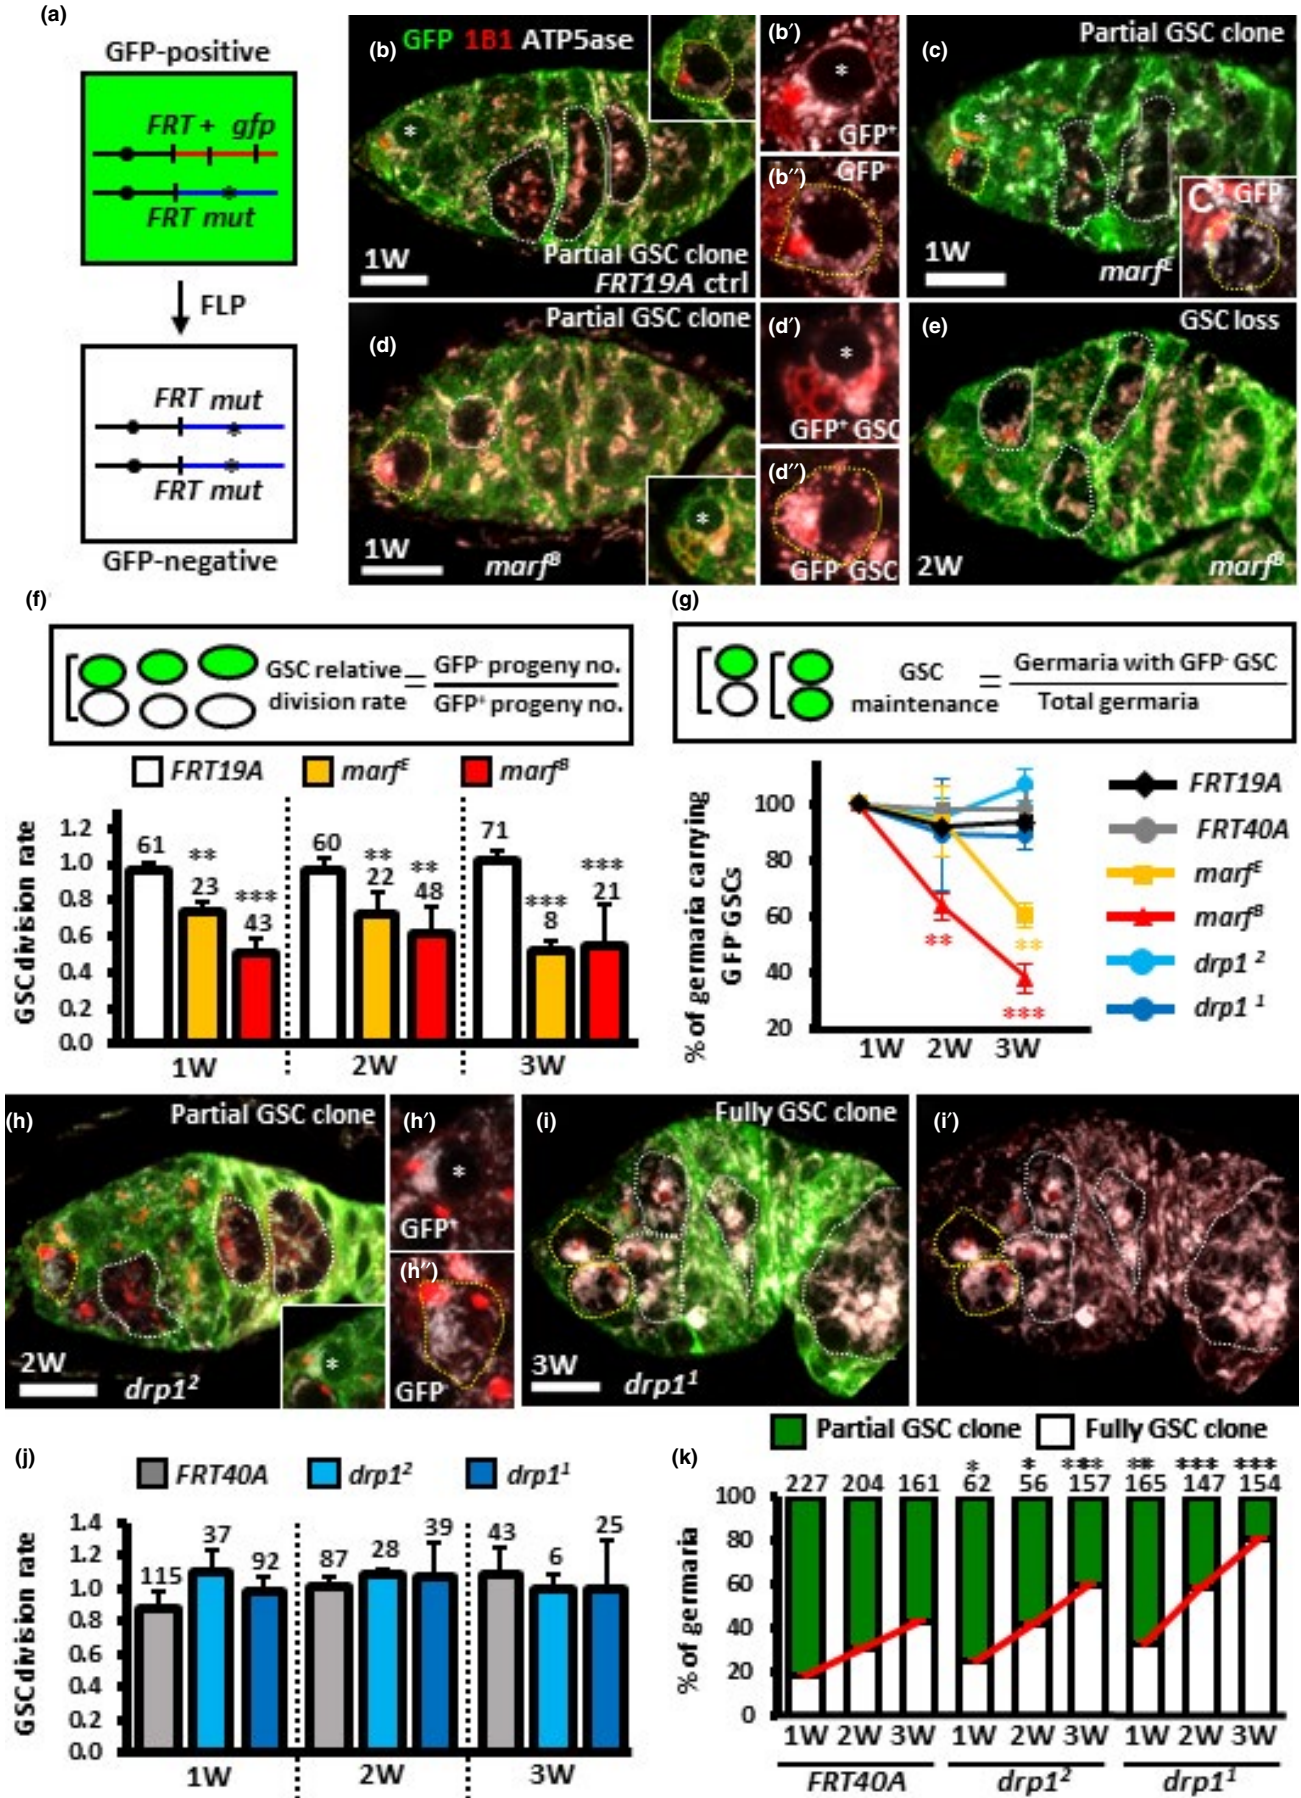 (a)
GFP-positive
FRT + gfp
FRT mut
FLP
FRT mut
FRT mut
GFP-negative
(b) GFP 1B1 ATP5ase
*
1W
Partial GSC clone
FRT19A ctrl
(b′)
*
GFP⁺
(b″)
GFP⁻
(c)
Partial GSC clone
*
1W
marfᴱ
C' GFP⁻
(d)
Partial GSC clone
1W
marfᴮ
*
(d′)
*
GFP⁺ GSC
(d″)
GFP⁻ GSC
(e)
GSC loss
2W
marfᴮ
(f)
GSC relative division rate = GFP⁻ progeny no. / GFP⁺ progeny no.
FRT19A marfᴱ marfᴮ
GSC division rate
1.2
1.0
0.8
0.6
0.4
0.2
0.0
61 ** 23 *** 43
60 ** 22 ** 48
71 *** 8 *** 21
1W 2W 3W
(g)
GSC maintenance = Germaria with GFP⁻ GSC / Total germaria
% of germaria carrying
GFP⁻ GSCs
100
80
60
40
20
** ** ***
1W 2W 3W
FRT19A
FRT40A
marfᴱ
marfᴮ
drp1 ²
drp1 ¹
(h)
Partial GSC clone
2W
drp1²
*
(h′)
*
GFP⁺
(h″)
GFP⁻
(i)
Fully GSC clone
3W
drp1¹
(i′)
(j)
FRT40A drp1² drp1¹
GSC division rate
1.4
1.2
1.0
0.8
0.6
0.4
0.2
0.0
115 37 92
87 28 39
43 6 25
1W 2W 3W
(k)
Partial GSC clone Fully GSC clone
% of germaria
100
80
60
40
20
0
* * *** ** *** ***
227 204 161 62 56 157 165 147 154
1W 2W 3W 1W 2W 3W 1W 2W 3W
FRT40A drp1² drp1¹